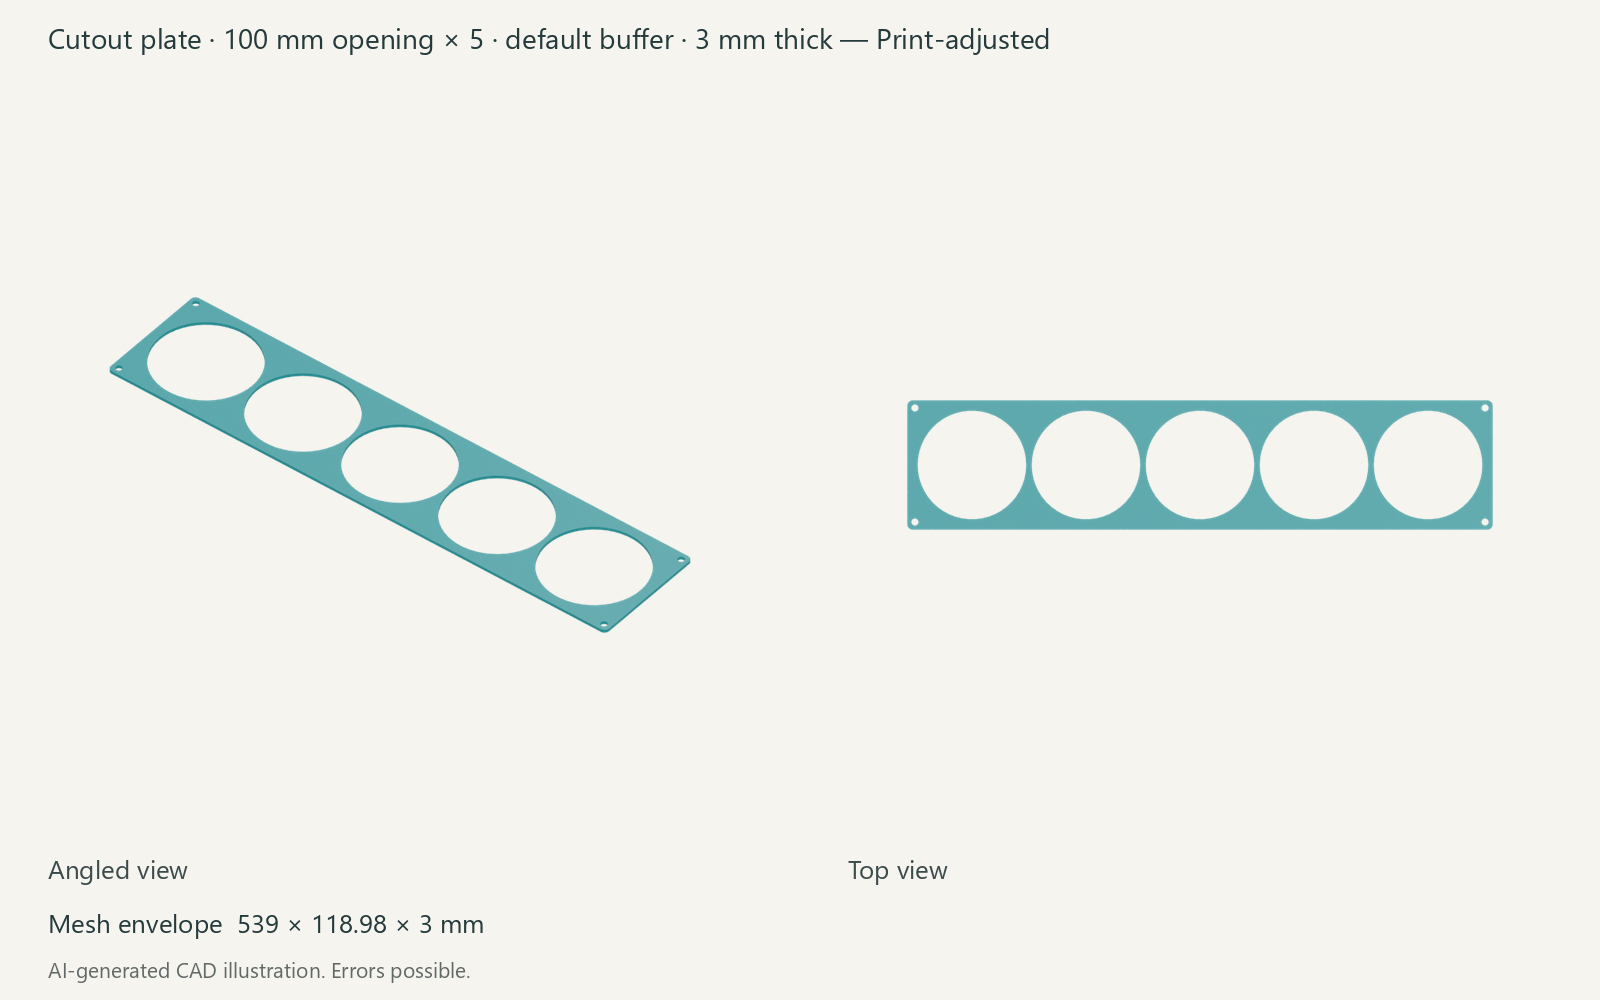 Cutout plate · 100 mm opening × 5 · default buffer · 3 mm thick — Print-adjusted
Angled view
Top view
Mesh envelope  539 × 118.98 × 3 mm
AI-generated CAD illustration. Errors possible.